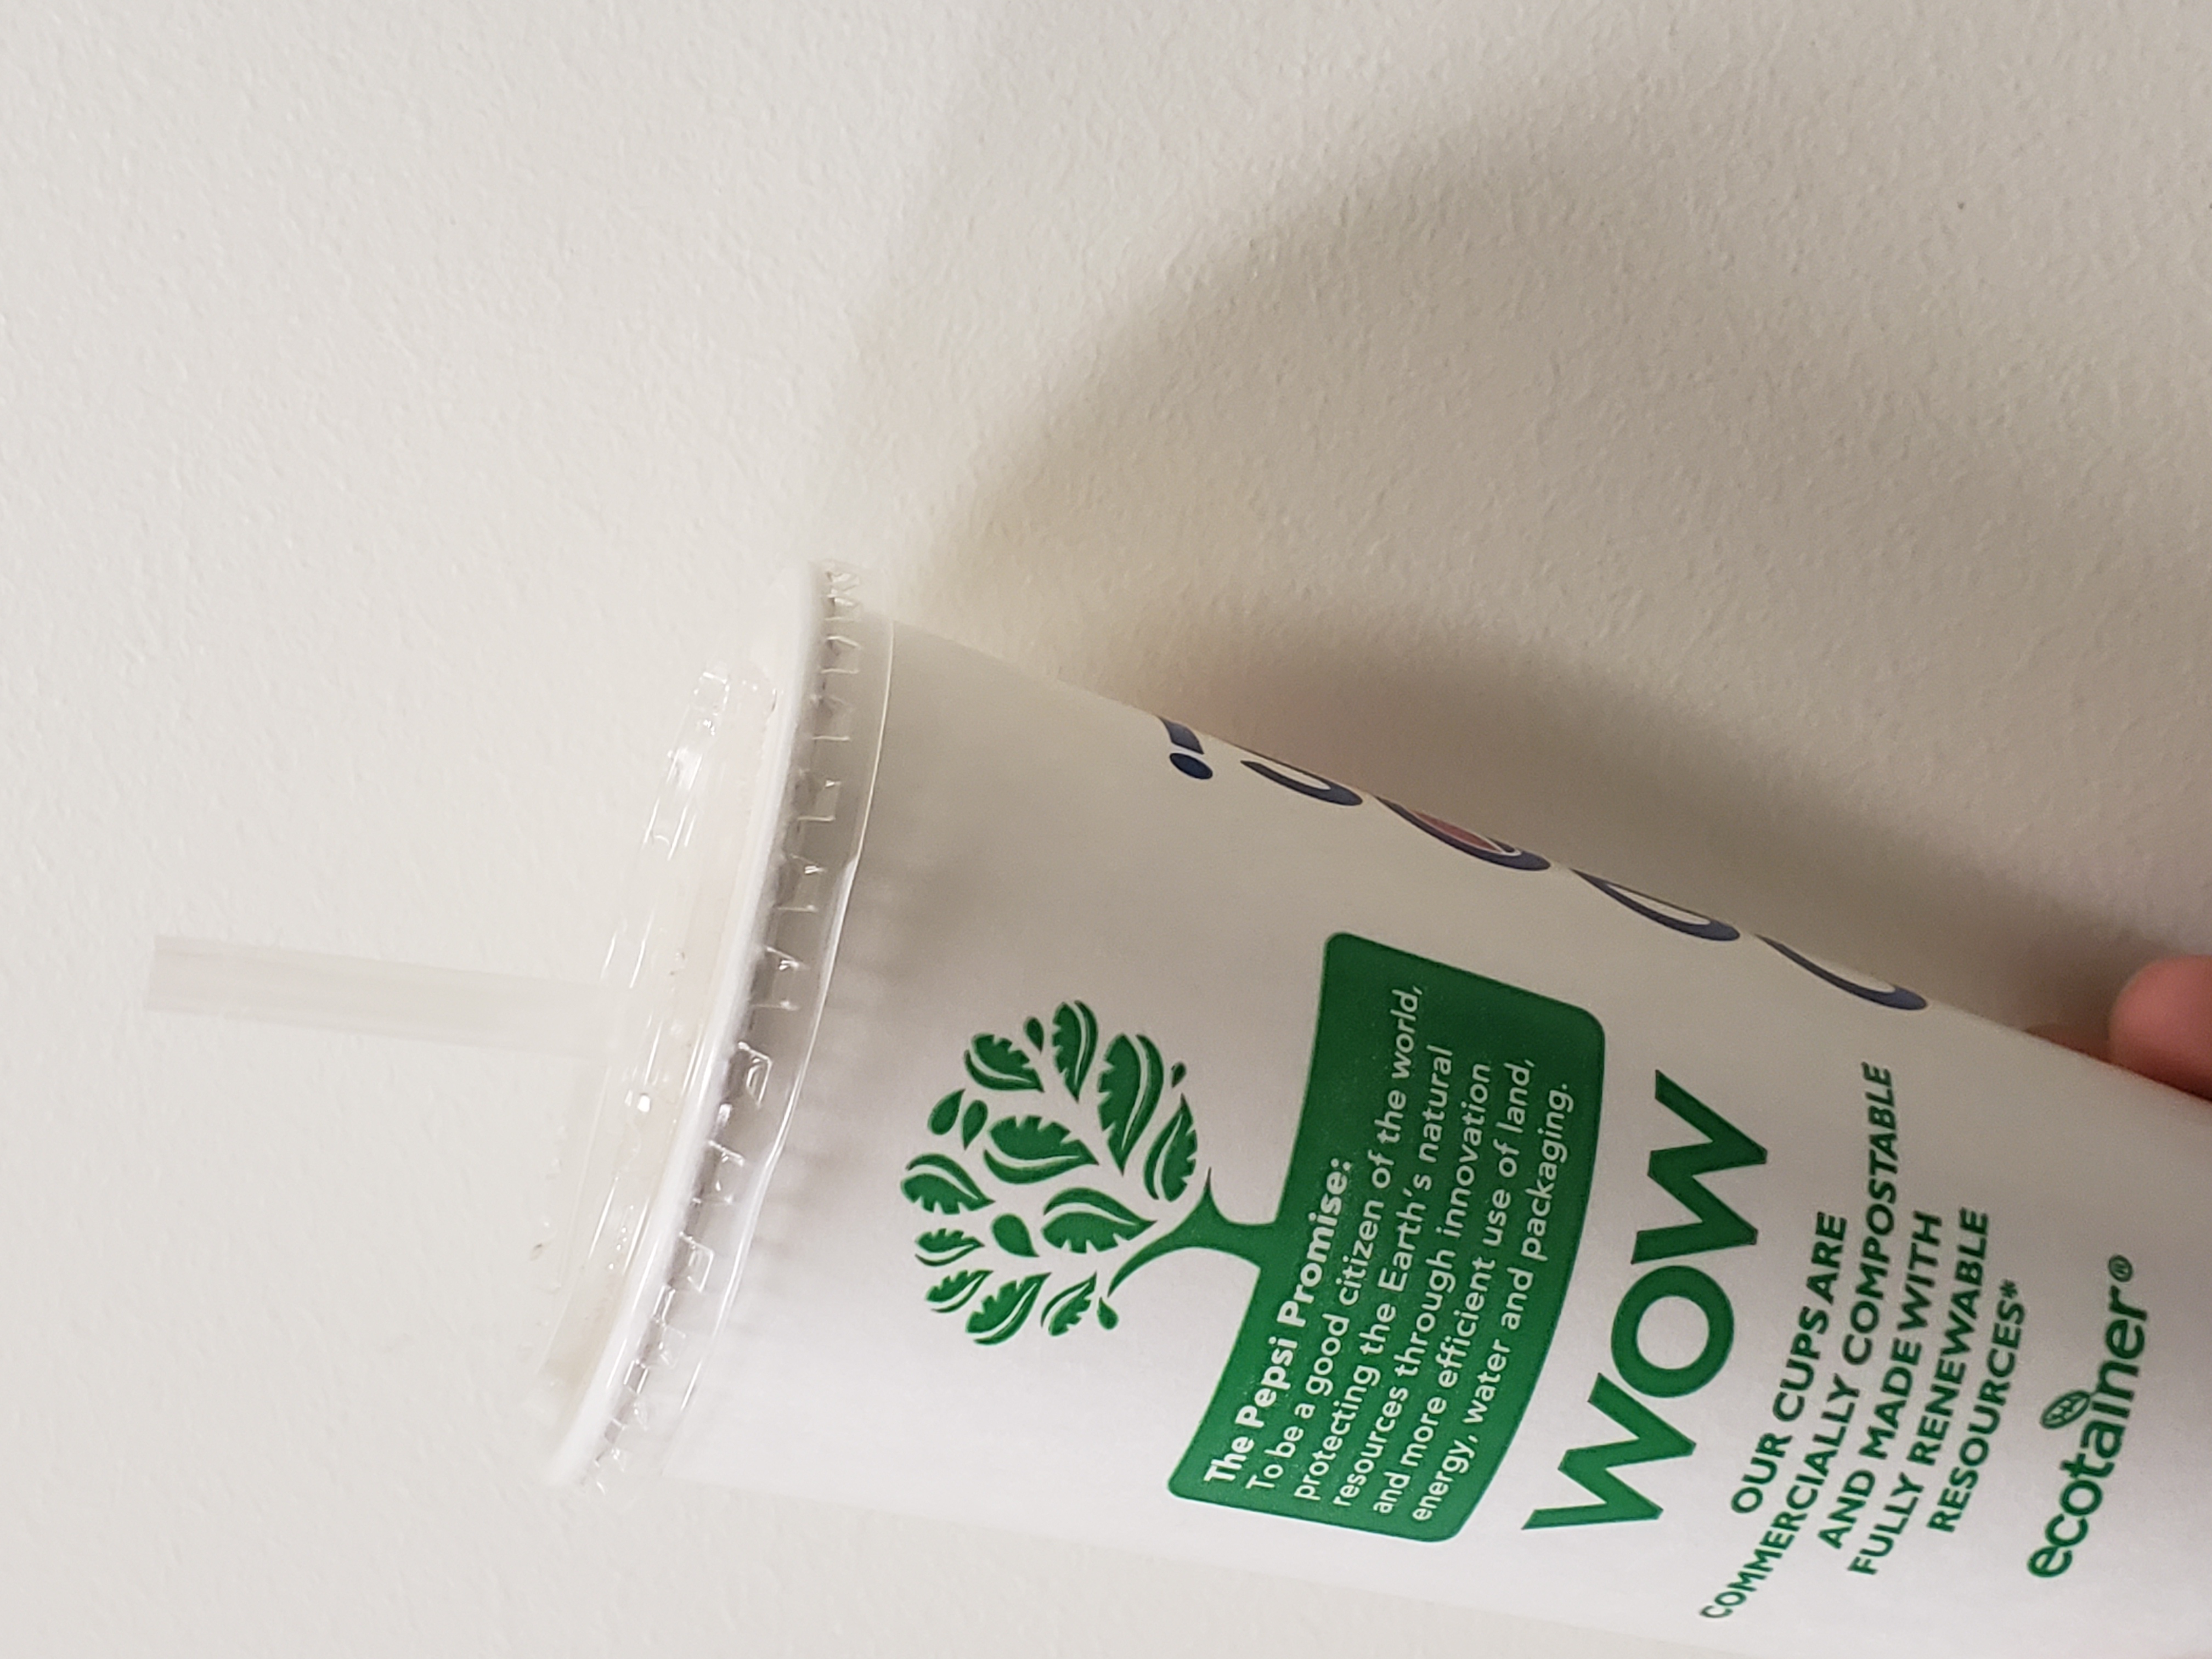 The Pepsi Promise:
To be a good citizen of the world,
protecting the Earth's natural
resources through innovation
and more efficient use of land,
energy, water and packaging.
WOW
OUR CUPS ARE
COMMERCIALLY COMPOSTABLE
AND MADE WITH
FULLY RENEWABLE
RESOURCES*
ecotainer®